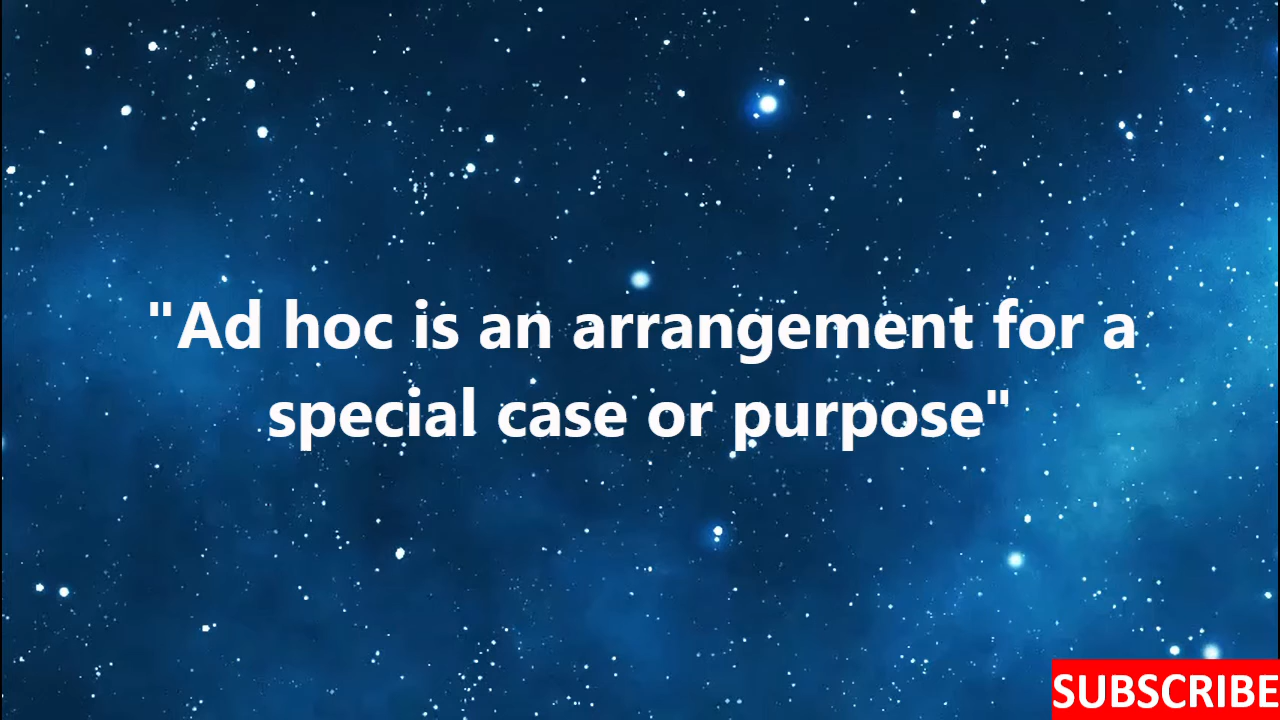 "Ad hoc is an arrangement for a
special case or purpose"
SUBSCRIBE